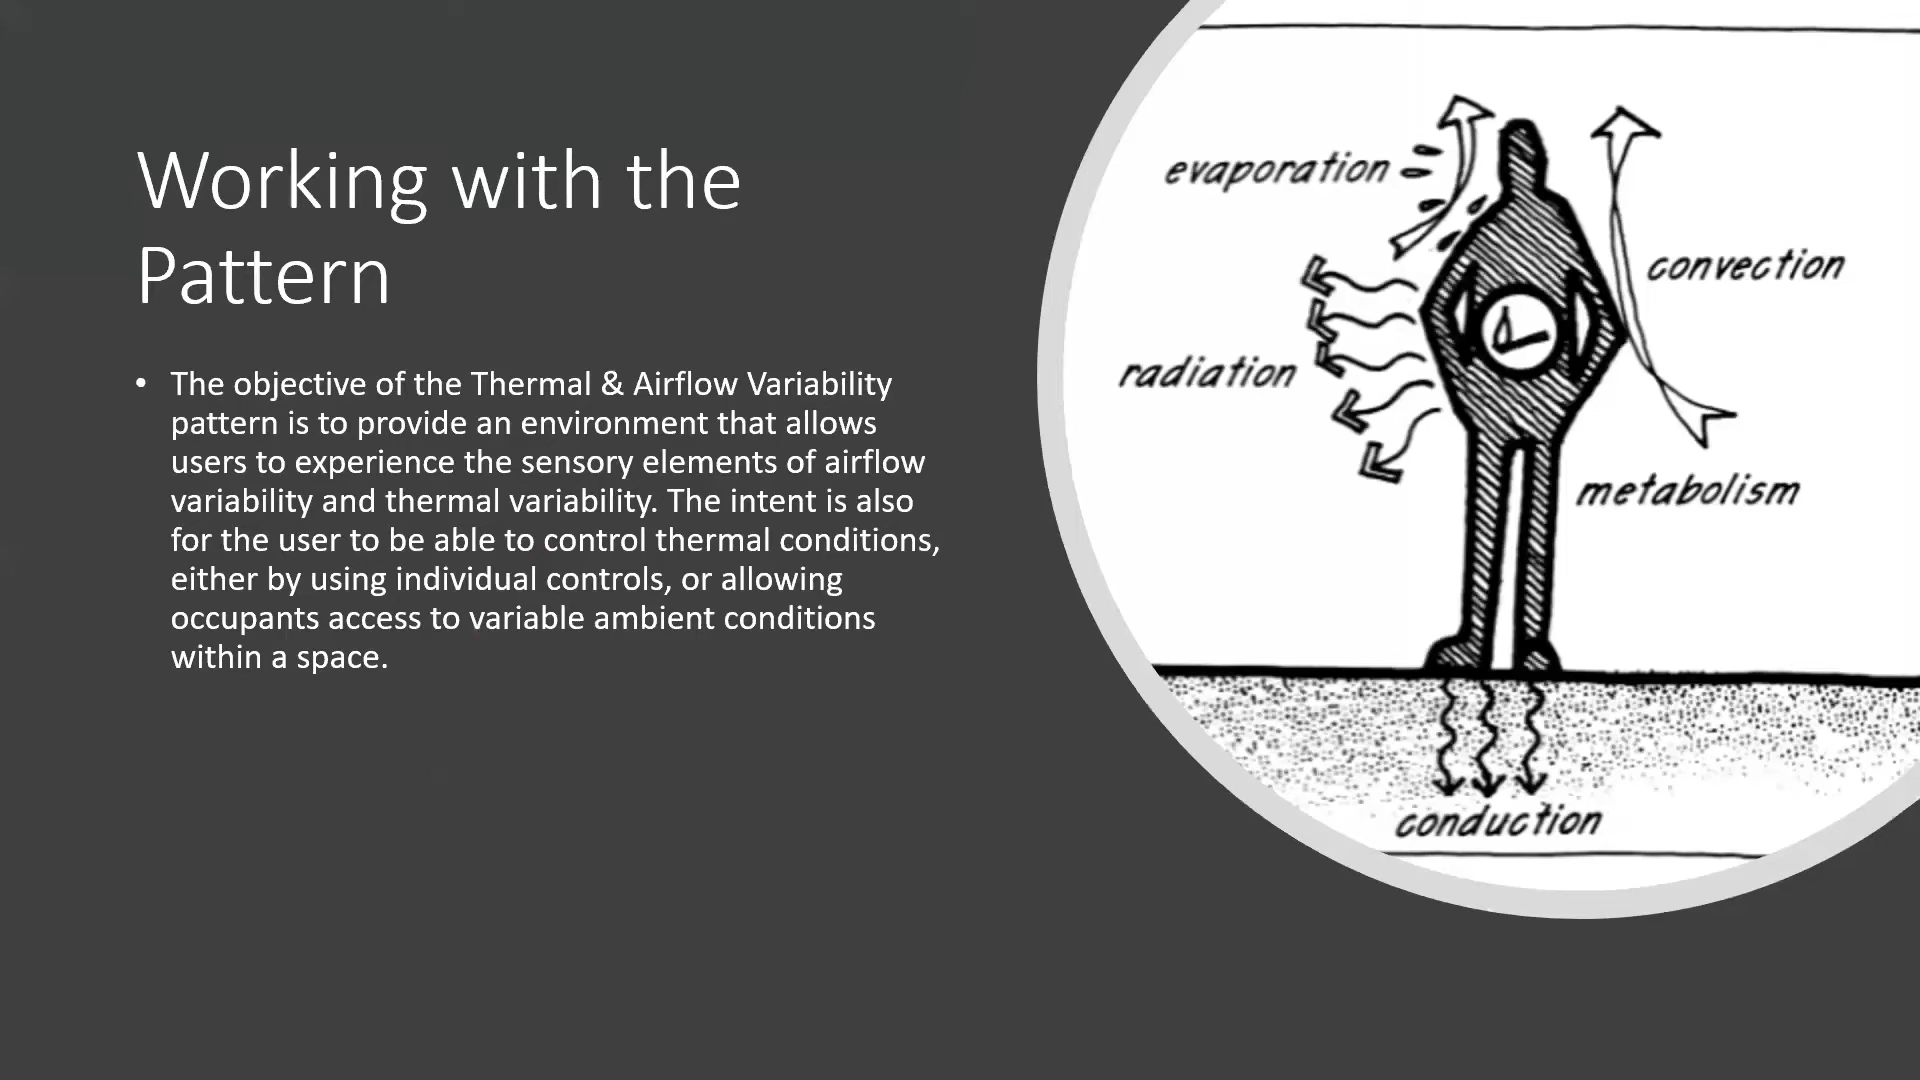 Working with the
Pattern
• The objective of the Thermal & Airflow Variability
pattern is to provide an environment that allows
users to experience the sensory elements of airflow
variability and thermal variability. The intent is also
for the user to be able to control thermal conditions,
either by using individual controls, or allowing
occupants access to variable ambient conditions
within a space.
evaporation
convection
radiation
metabolism
conduction